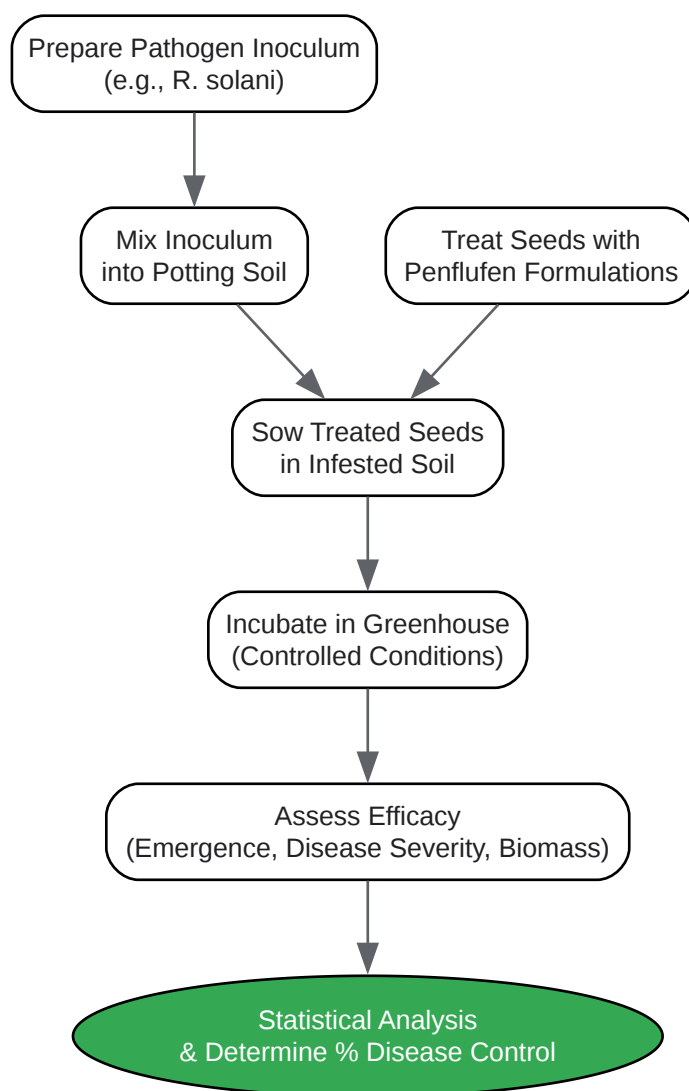 Prepare Pathogen Inoculum
(e.g., R. solani)
Mix Inoculum
into Potting Soil
Treat Seeds with
Penflufen Formulations
Sow Treated Seeds
in Infested Soil
Incubate in Greenhouse
(Controlled Conditions)
Assess Efficacy
(Emergence, Disease Severity, Biomass)
Statistical Analysis
& Determine % Disease Control